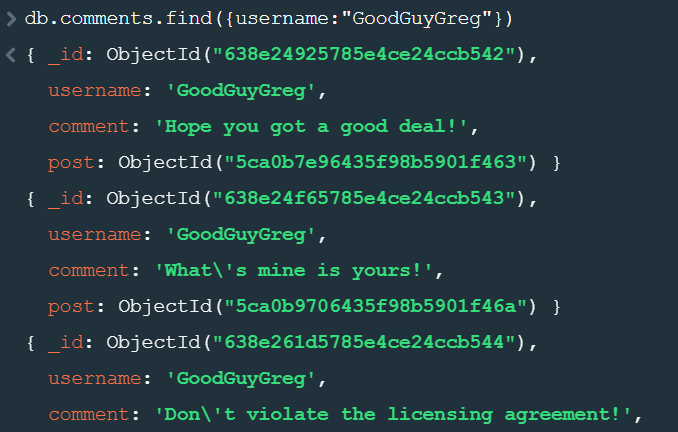 > db.comments.find({username:"GoodGuyGreg"})
< { _id: ObjectId("638e24925785e4ce24ccb542"),
username: 'GoodGuyGreg',
comment: 'Hope you got a good deal!',
post: ObjectId("5ca0b7e96435f98b5901f463") }
{ _id: ObjectId("638e24f65785e4ce24ccb543"),
username: 'GoodGuyGreg',
comment: 'What\'s mine is yours!',
post: ObjectId("5ca0b9706435f98b5901f46a") }
{ _id: ObjectId("638e261d5785e4ce24ccb544"),
username: 'GoodGuyGreg',
comment: 'Don\'t violate the licensing agreement!',